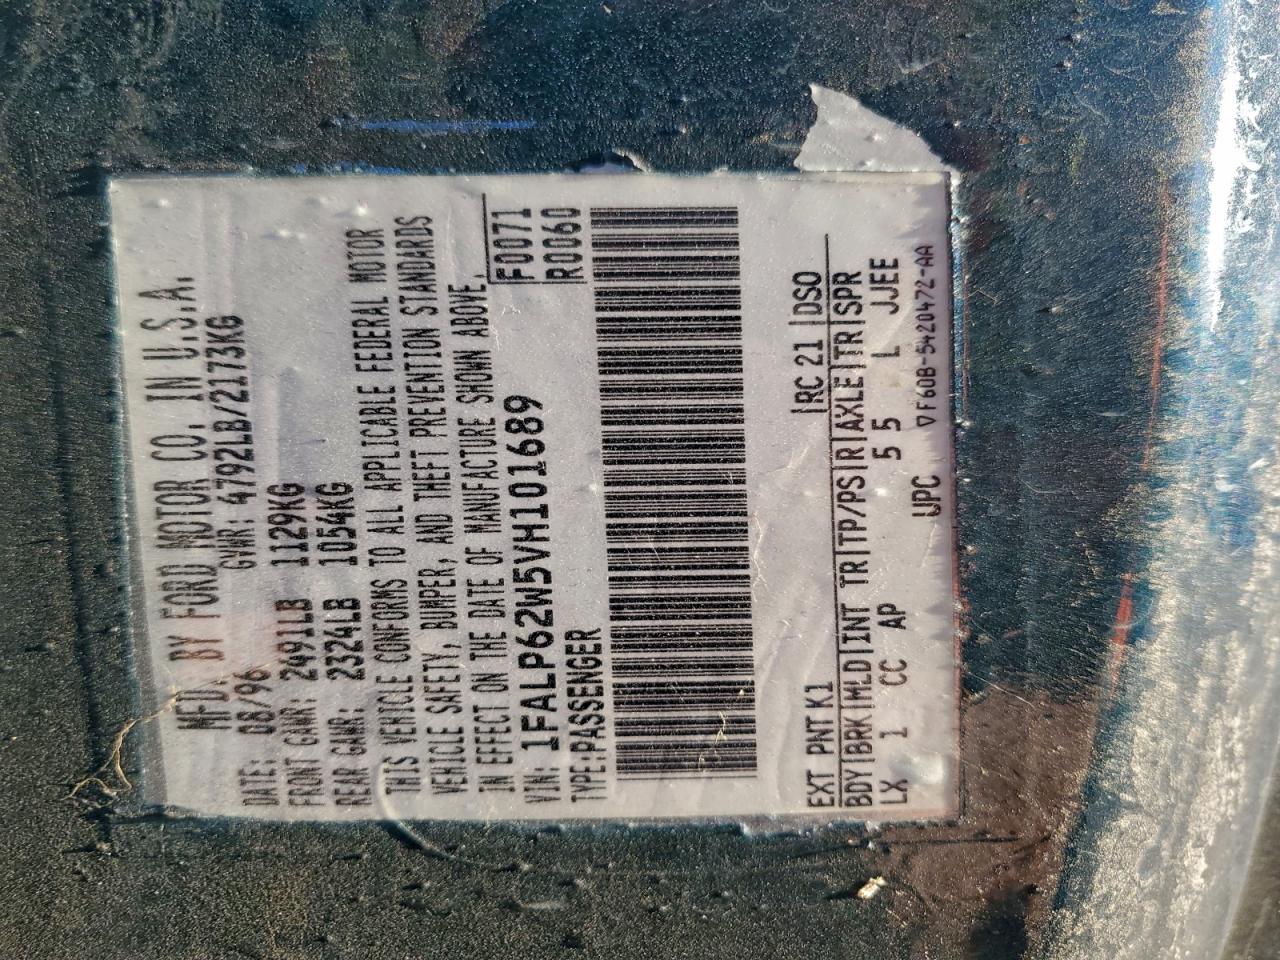 MFD. BY FORD MOTOR CO. IN U.S.A.
DATE: 08/96 GVWR: 4792LB/2173KG
FRONT GAWR: 2491LB 1129KG
REAR GAWR: 2324LB 1054KG
THIS VEHICLE CONFORMS TO ALL APPLICABLE FEDERAL MOTOR
VEHICLE SAFETY, BUMPER, AND THEFT PREVENTION STANDARDS
IN EFFECT ON THE DATE OF MANUFACTURE SHOWN ABOVE.
VIN: 1FALP62W5VH101689 F0071
TYPE:PASSENGER R0060
EXT PNT K1 RC 21 DSO
BDY BRK MLD INT TR TP/PS R AXLE TR SPR
LX 1 CC AP 5 5 L JJEE
UPC ▽F60B-5420472-AA